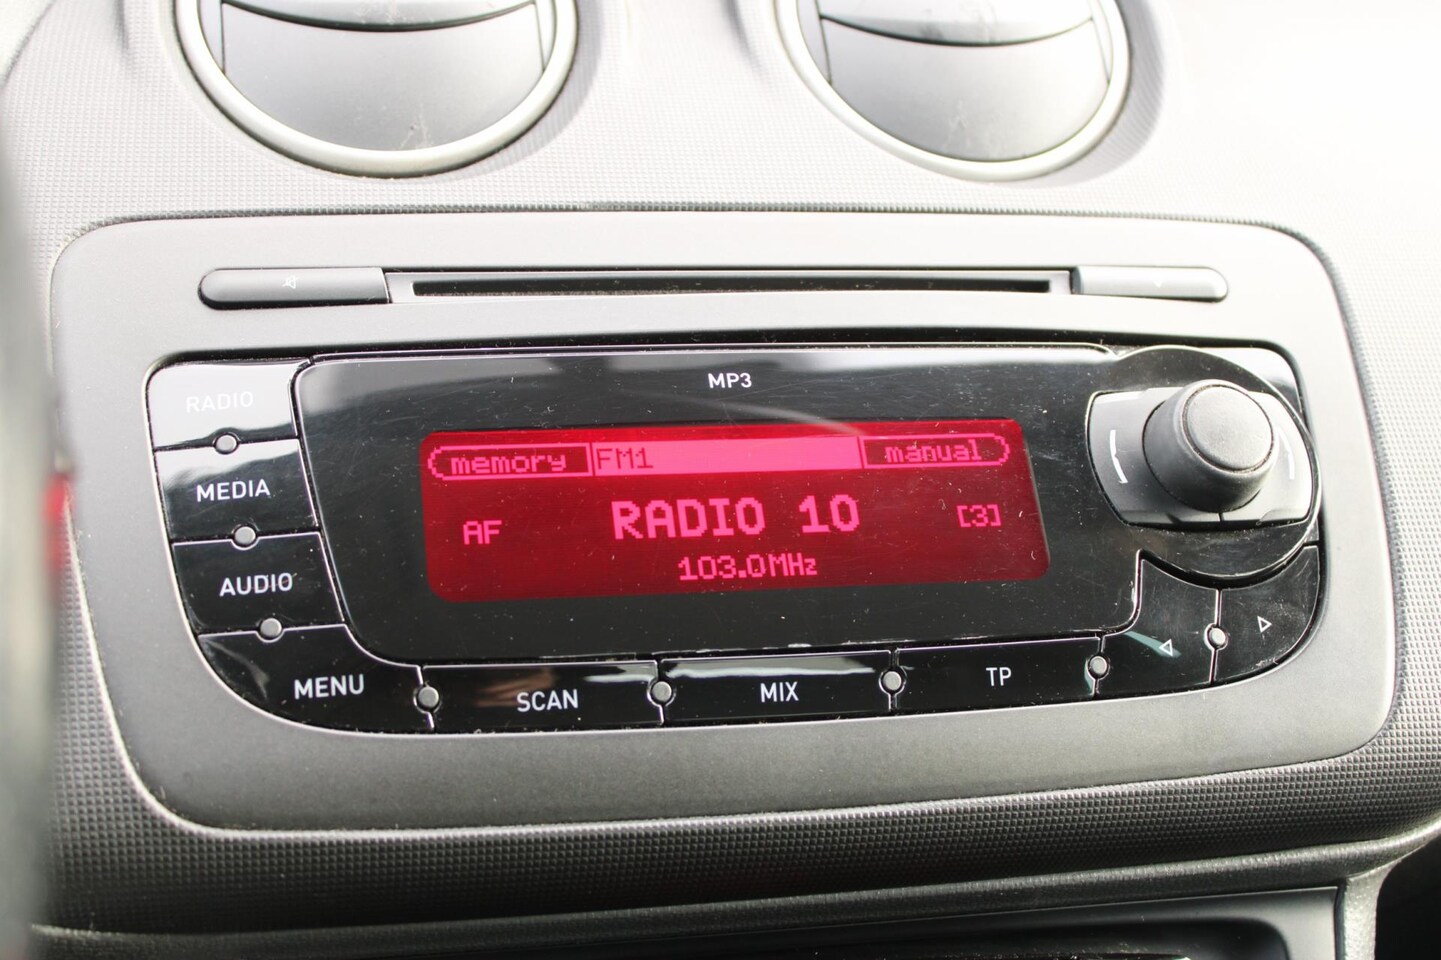 MP3
RADIO
MEDIA
AUDIO
MENU
memory FM1 manual
AF RADIO 10 [3]
103.0MHz
SCAN MIX TP